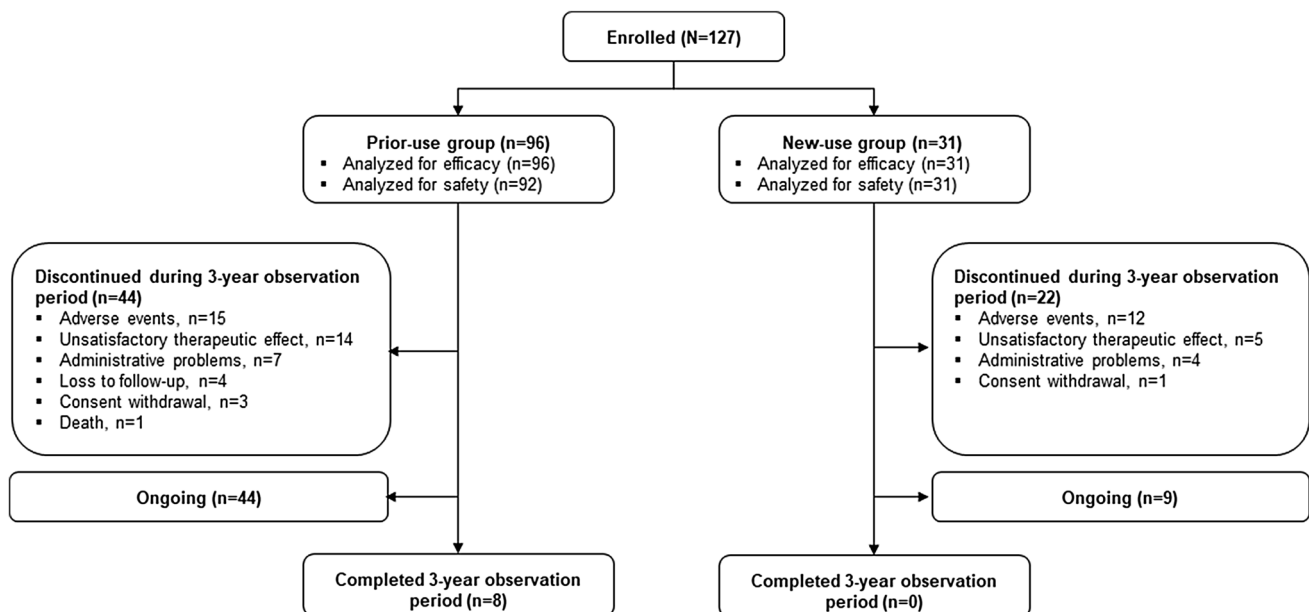 Enrolled (N=127)
Prior-use group (n=96)
▪ Analyzed for efficacy (n=96)
▪ Analyzed for safety (n=92)
New-use group (n=31)
▪ Analyzed for efficacy (n=31)
▪ Analyzed for safety (n=31)
Discontinued during 3-year observation
period (n=44)
▪ Adverse events, n=15
▪ Unsatisfactory therapeutic effect, n=14
▪ Administrative problems, n=7
▪ Loss to follow-up, n=4
▪ Consent withdrawal, n=3
▪ Death, n=1
Discontinued during 3-year observation
period (n=22)
▪ Adverse events, n=12
▪ Unsatisfactory therapeutic effect, n=5
▪ Administrative problems, n=4
▪ Consent withdrawal, n=1
Ongoing (n=44)
Ongoing (n=9)
Completed 3-year observation
period (n=8)
Completed 3-year observation
period (n=0)